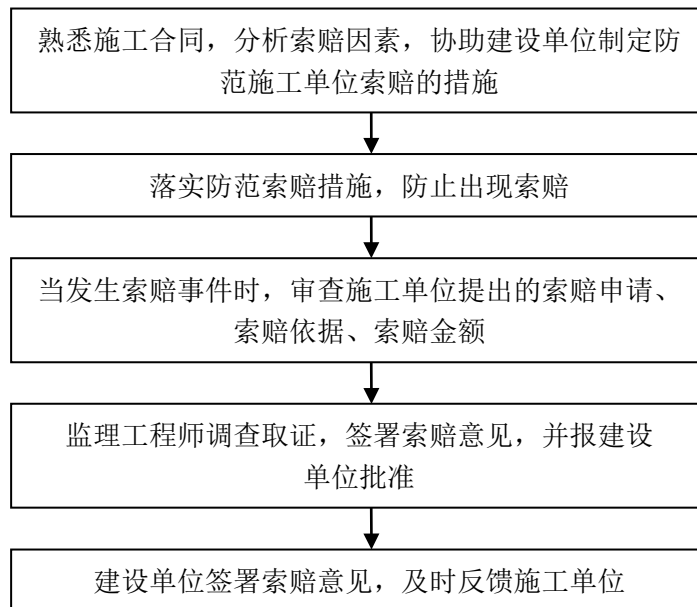 熟悉施工合同，分析索赔因素，协助建设单位制定防
范施工单位索赔的措施
落实防范索赔措施，防止出现索赔
当发生索赔事件时，审查施工单位提出的索赔申请、
索赔依据、索赔金额
监理工程师调查取证，签署索赔意见，并报建设
单位批准
建设单位签署索赔意见，及时反馈施工单位